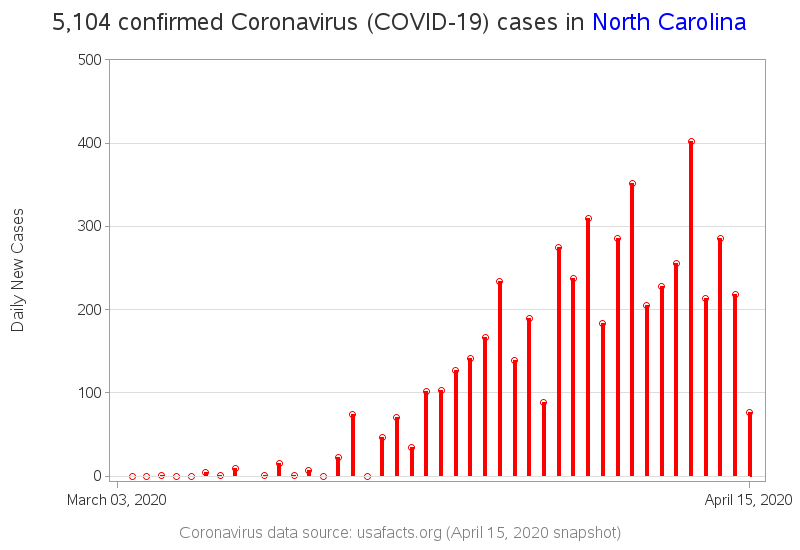 5,104 confirmed Coronavirus (COVID-19) cases in North Carolina
500
400
300
200
100
0
Daily New Cases
March 03, 2020
April 15, 2020
Coronavirus data source: usafacts.org (April 15, 2020 snapshot)